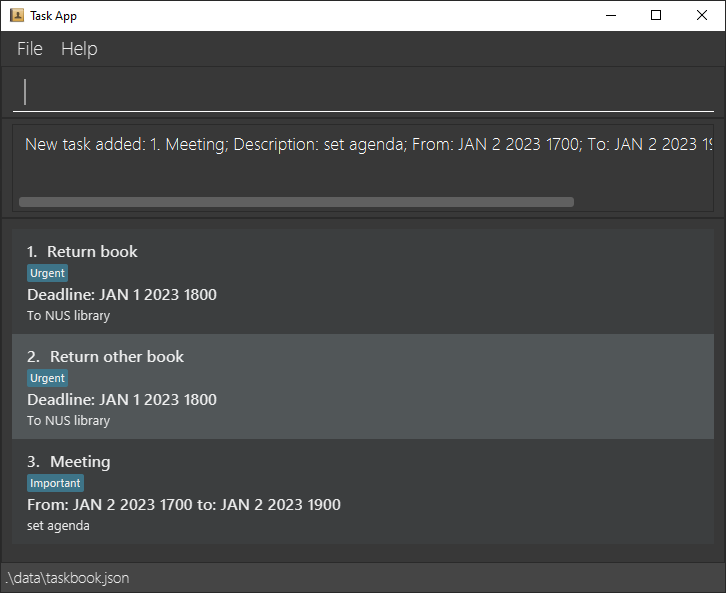 Task App
File Help
New task added: 1. Meeting; Description: set agenda; From: JAN 2 2023 1700; To: JAN 2 2023
1. Return book
Urgent
Deadline: JAN 1 2023 1800
To NUS library
2. Return other book
Urgent
Deadline: JAN 1 2023 1800
To NUS library
3. Meeting
Important
From: JAN 2 2023 1700 to: JAN 2 2023 1900
set agenda
.\data\taskbook.json